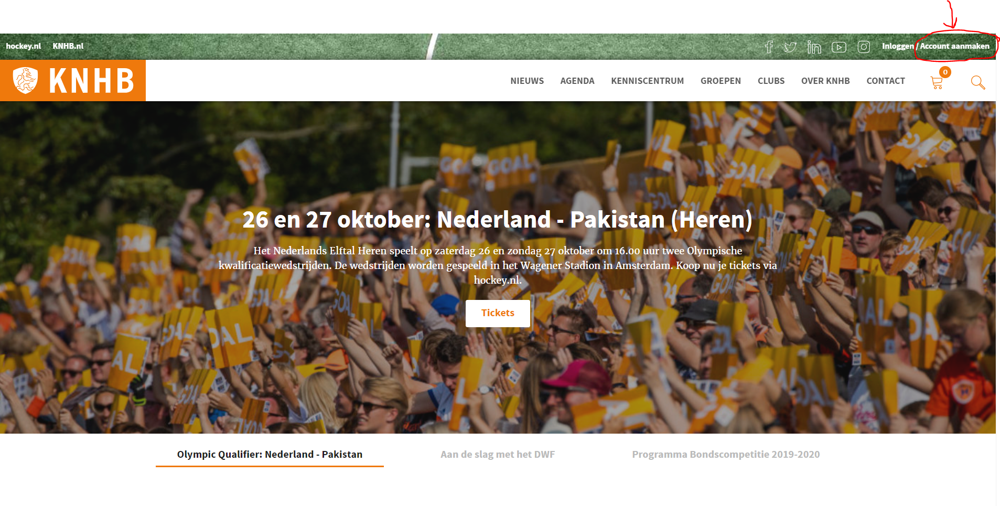 hockey.nl KNHB.nl Inloggen / Account aanmaken
KNHB
NIEUWS AGENDA KENNISCENTRUM GROEPEN CLUBS OVER KNHB CONTACT 0
GOAL GOAL
GOAL
26 en 27 oktober: Nederland - Pakistan (Heren)
Het Nederlands Elftal Heren speelt op zaterdag 26 en zondag 27 oktober om 16.00 uur twee Olympische
kwalificatiewedstrijden. De wedstrijden worden gespeeld in het Wagener Stadion in Amsterdam. Koop nu je tickets via
hockey.nl.
Tickets
Olympic Qualifier: Nederland - Pakistan Aan de slag met het DWF Programma Bondscompetitie 2019-2020